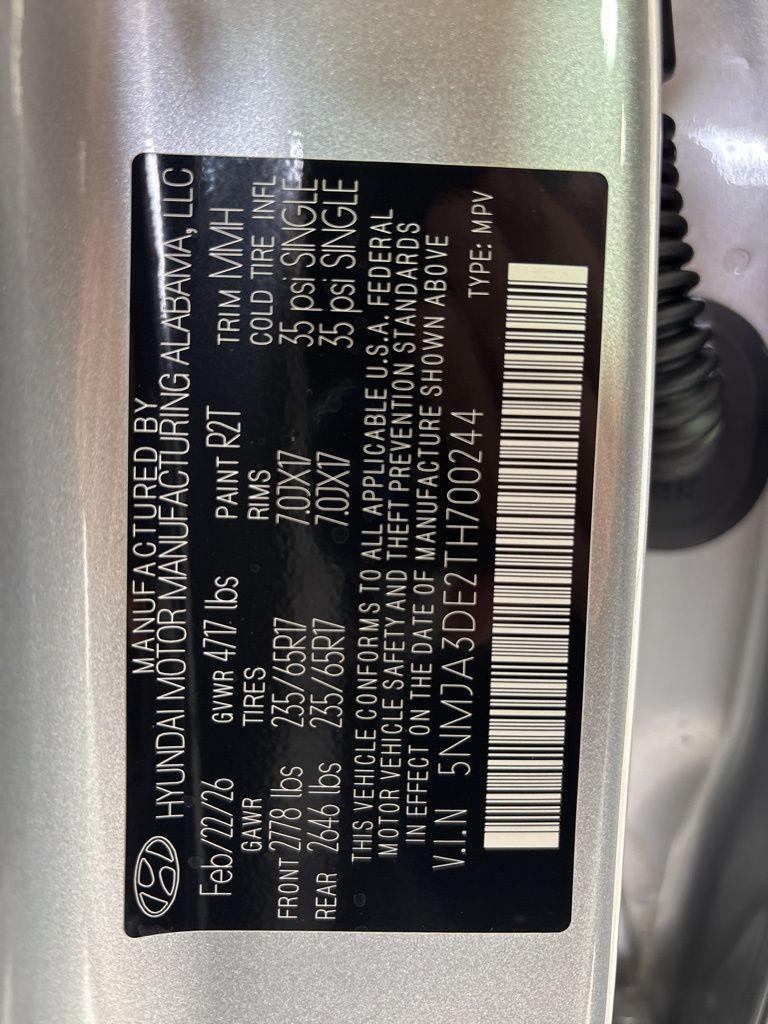 MANUFACTURED BY
HYUNDAI MOTOR MANUFACTURING ALABAMA, LLC
Feb/22/26 GVWR 4717 lbs PAINT R2T TRIM MMH
GAWR TIRES RIMS COLD TIRE INFL
FRONT 2778 lbs 235/65R17 7.0JX17 35 psi SINGLE
REAR 2646 lbs 235/65R17 7.0JX17 35 psi SINGLE
THIS VEHICLE CONFORMS TO ALL APPLICABLE U.S.A. FEDERAL
MOTOR VEHICLE SAFETY AND THEFT PREVENTION STANDARDS
IN EFFECT ON THE DATE OF MANUFACTURE SHOWN ABOVE
V.I.N 5NMJA3DE2TH700244 TYPE: MPV